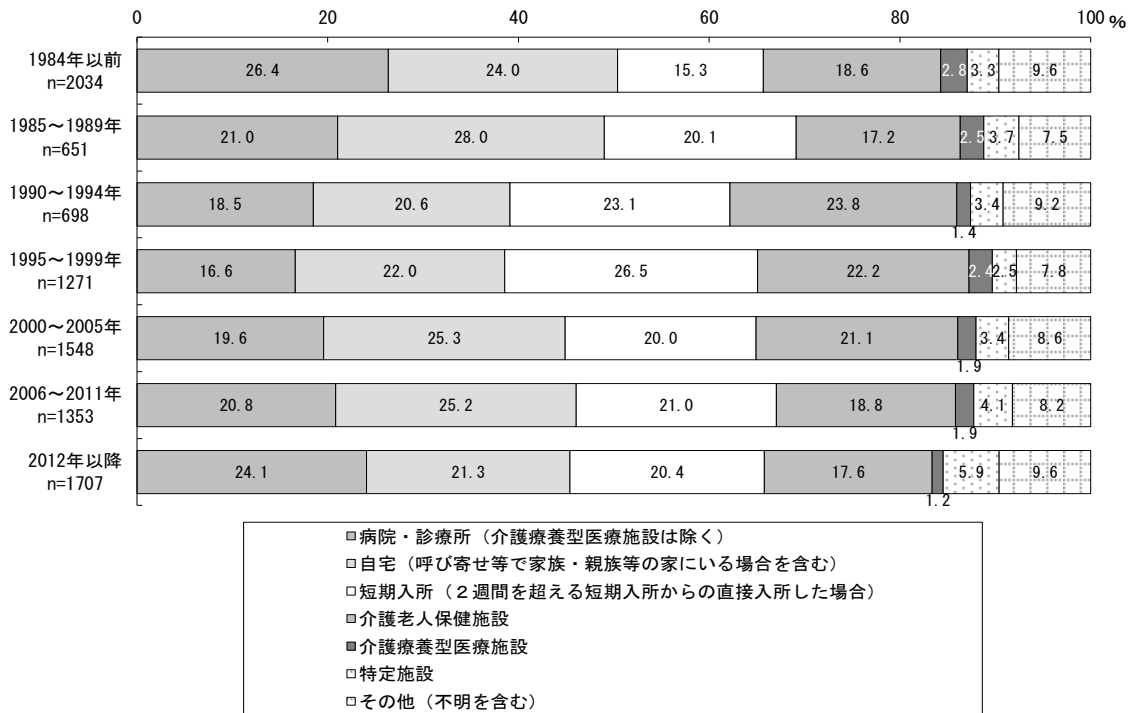 0 20 40 60 80 100 %
1984年以前
n=2034
26.4 24.0 15.3 18.6 2.8 3.3 9.6
1985～1989年
n=651
21.0 28.0 20.1 17.2 2.5 3.7 7.5
1990～1994年
n=698
18.5 20.6 23.1 23.8 1.4 3.4 9.2
1995～1999年
n=1271
16.6 22.0 26.5 22.2 2.4 2.5 7.8
2000～2005年
n=1548
19.6 25.3 20.0 21.1 1.9 3.4 8.6
2006～2011年
n=1353
20.8 25.2 21.0 18.8 1.9 4.1 8.2
2012年以降
n=1707
24.1 21.3 20.4 17.6 1.2 5.9 9.6
病院・診療所（介護療養型医療施設は除く）
自宅（呼び寄せ等で家族・親族等の家にいる場合を含む）
短期入所（２週間を超える短期入所からの直接入所した場合）
介護老人保健施設
介護療養型医療施設
特定施設
その他（不明を含む）